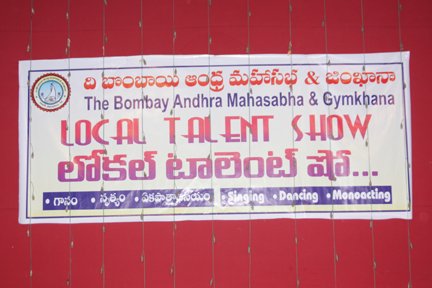 ది బొంబాయి ఆంధ్ర మహాసభ & జింఖానా
The Bombay Andhra Mahasabha & Gymkhana
LOCAL TALENT SHOW
లోకల్ టాలెంట్ షో...
• గానం • నృత్యం • ఏకపాత్రాభినయం • Singing • Dancing • Monoacting